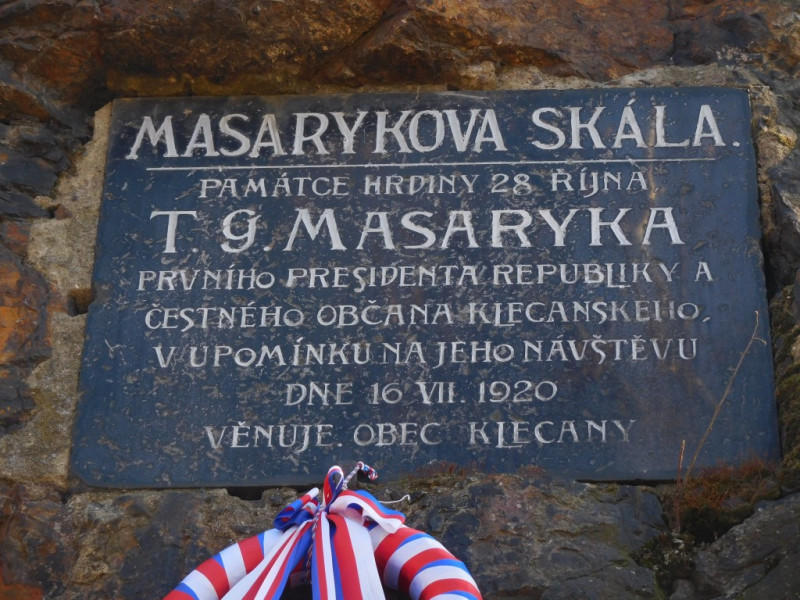 MASARYKOVA SKÁLA.
PAMÁTCE HRDINY 28 ŘÍJNA
T. G. MASARYKA
PRVNÍHO PRESIDENTA REPUBLIKY A
ČESTNÉHO OBČANA KLECANSKÉHO,
V UPOMÍNKU NA JEHO NÁVŠTĚVU
DNE 16 VII. 1920
VĚNUJE. OBEC KLECANY